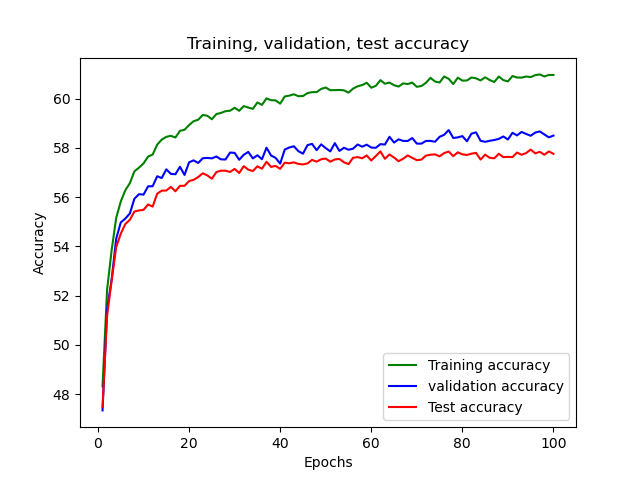 Training, validation, test accuracy
Accuracy
60
58
56
54
52
50
48
Training accuracy
validation accuracy
Test accuracy
0 20 40 60 80 100
Epochs